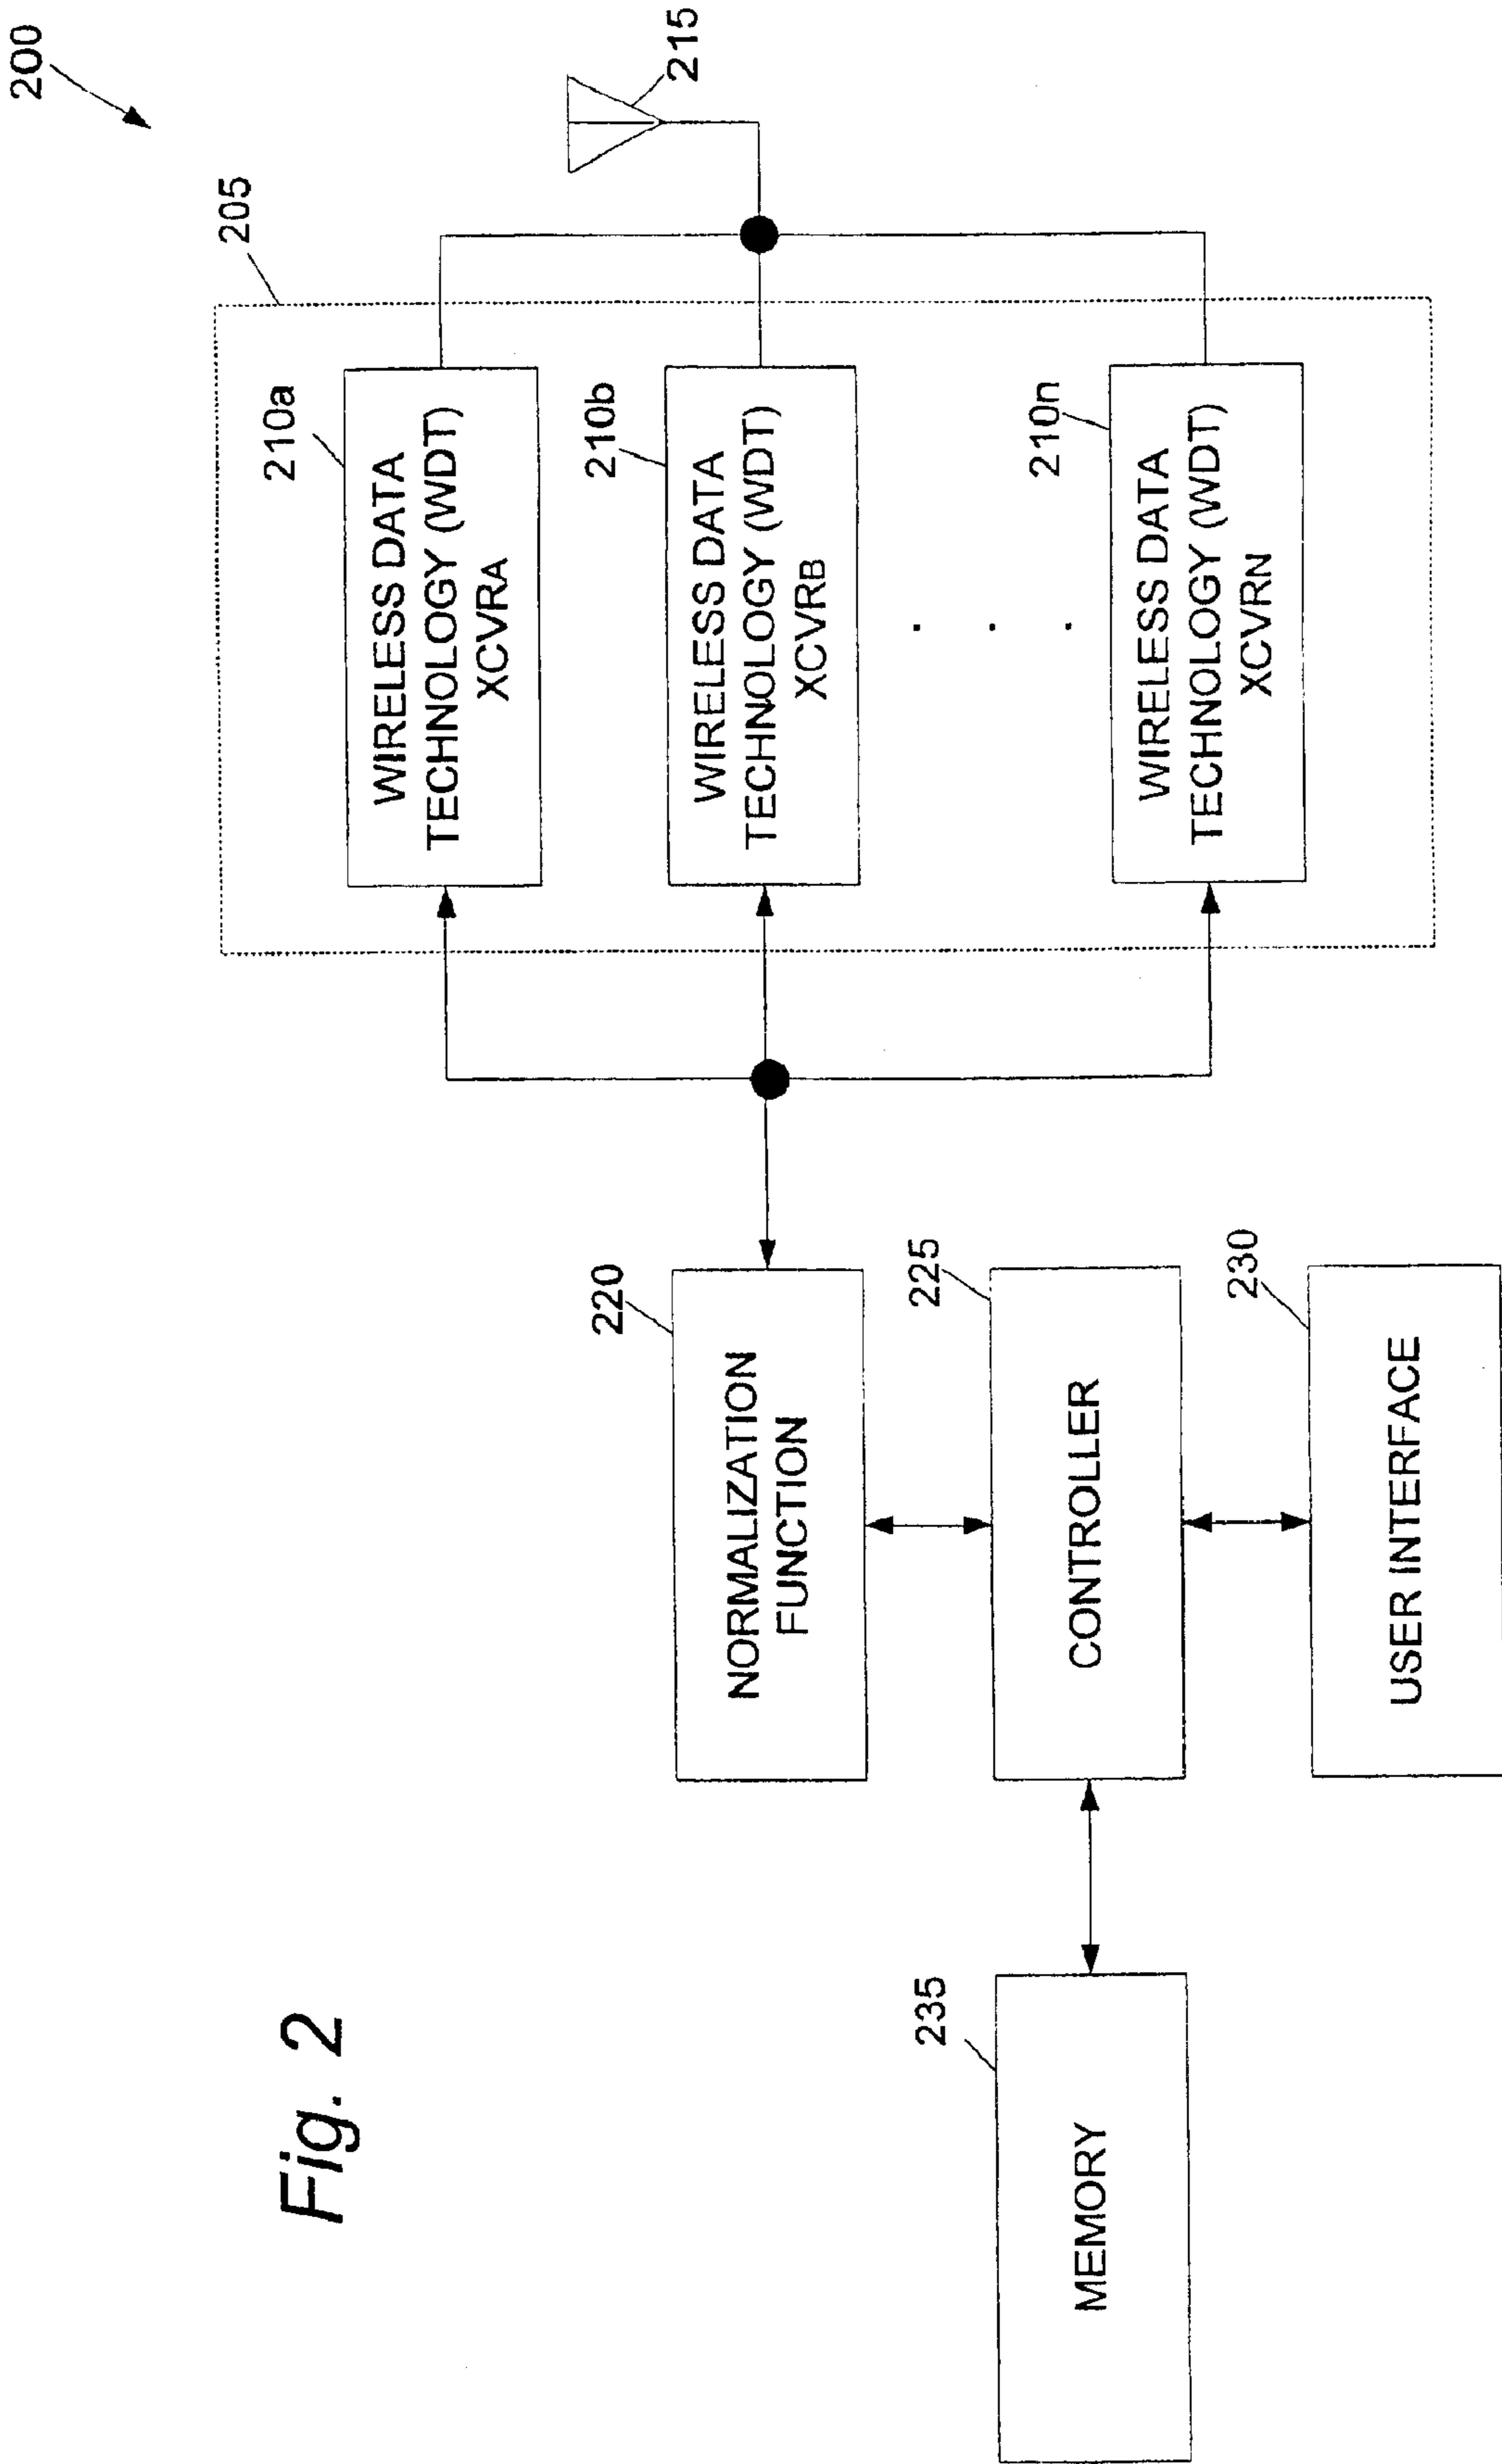 Fig. 2
200
205
215
210a
WIRELESS DATA
TECHNOLOGY (WDT)
XCVRA
210b
WIRELESS DATA
TECHNOLOGY (WDT)
XCVRB
. . .
210n
WIRELESS DATA
TECHNOLOGY (WDT)
XCVRN
220
NORMALIZATION
FUNCTION
225
CONTROLLER
230
USER INTERFACE
235
MEMORY